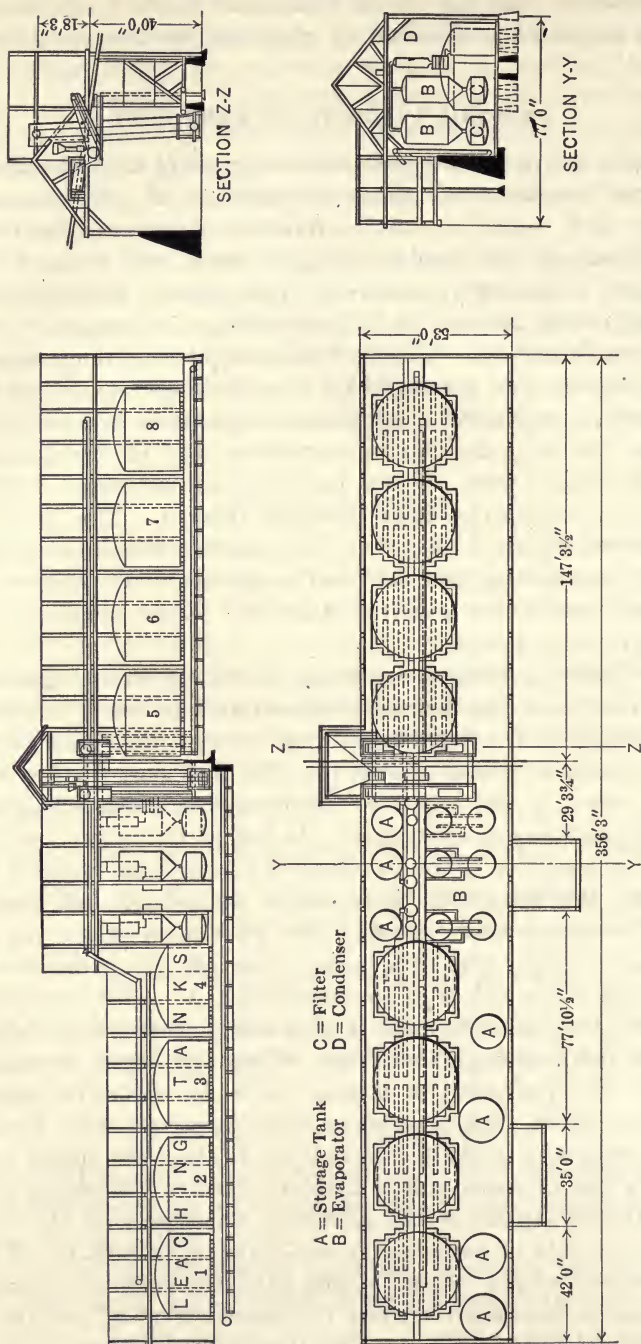 18'3"
40'0"
SECTION Z-Z
D
B
B
C
C
77'0"
SECTION Y-Y
LEACHING TANKS
1
2
3
4
5
6
7
8
A = Storage Tank
B = Evaporator
C = Filter
D = Condenser
A
A
A
A
A
A
A
B
Z
Z
Y
Y
53'0"
42'0"
35'0"
77'10½"
29'3¾"
147'3½"
356'3"